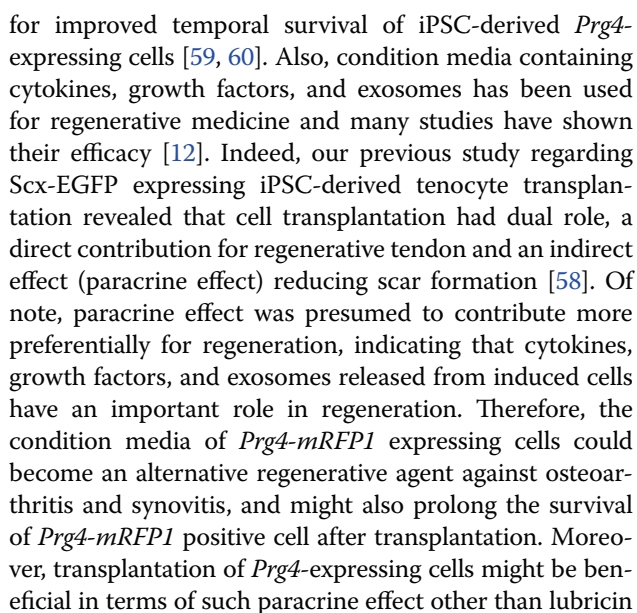 for improved temporal survival of iPSC-derived Prg4-
expressing cells [59, 60]. Also, condition media containing
cytokines, growth factors, and exosomes has been used
for regenerative medicine and many studies have shown
their efficacy [12]. Indeed, our previous study regarding
Scx-EGFP expressing iPSC-derived tenocyte transplan-
tation revealed that cell transplantation had dual role, a
direct contribution for regenerative tendon and an indirect
effect (paracrine effect) reducing scar formation [58]. Of
note, paracrine effect was presumed to contribute more
preferentially for regeneration, indicating that cytokines,
growth factors, and exosomes released from induced cells
have an important role in regeneration. Therefore, the
condition media of Prg4-mRFP1 expressing cells could
become an alternative regenerative agent against osteoar-
thritis and synovitis, and might also prolong the survival
of Prg4-mRFP1 positive cell after transplantation. Moreo-
ver, transplantation of Prg4-expressing cells might be ben-
eficial in terms of such paracrine effect other than lubricin